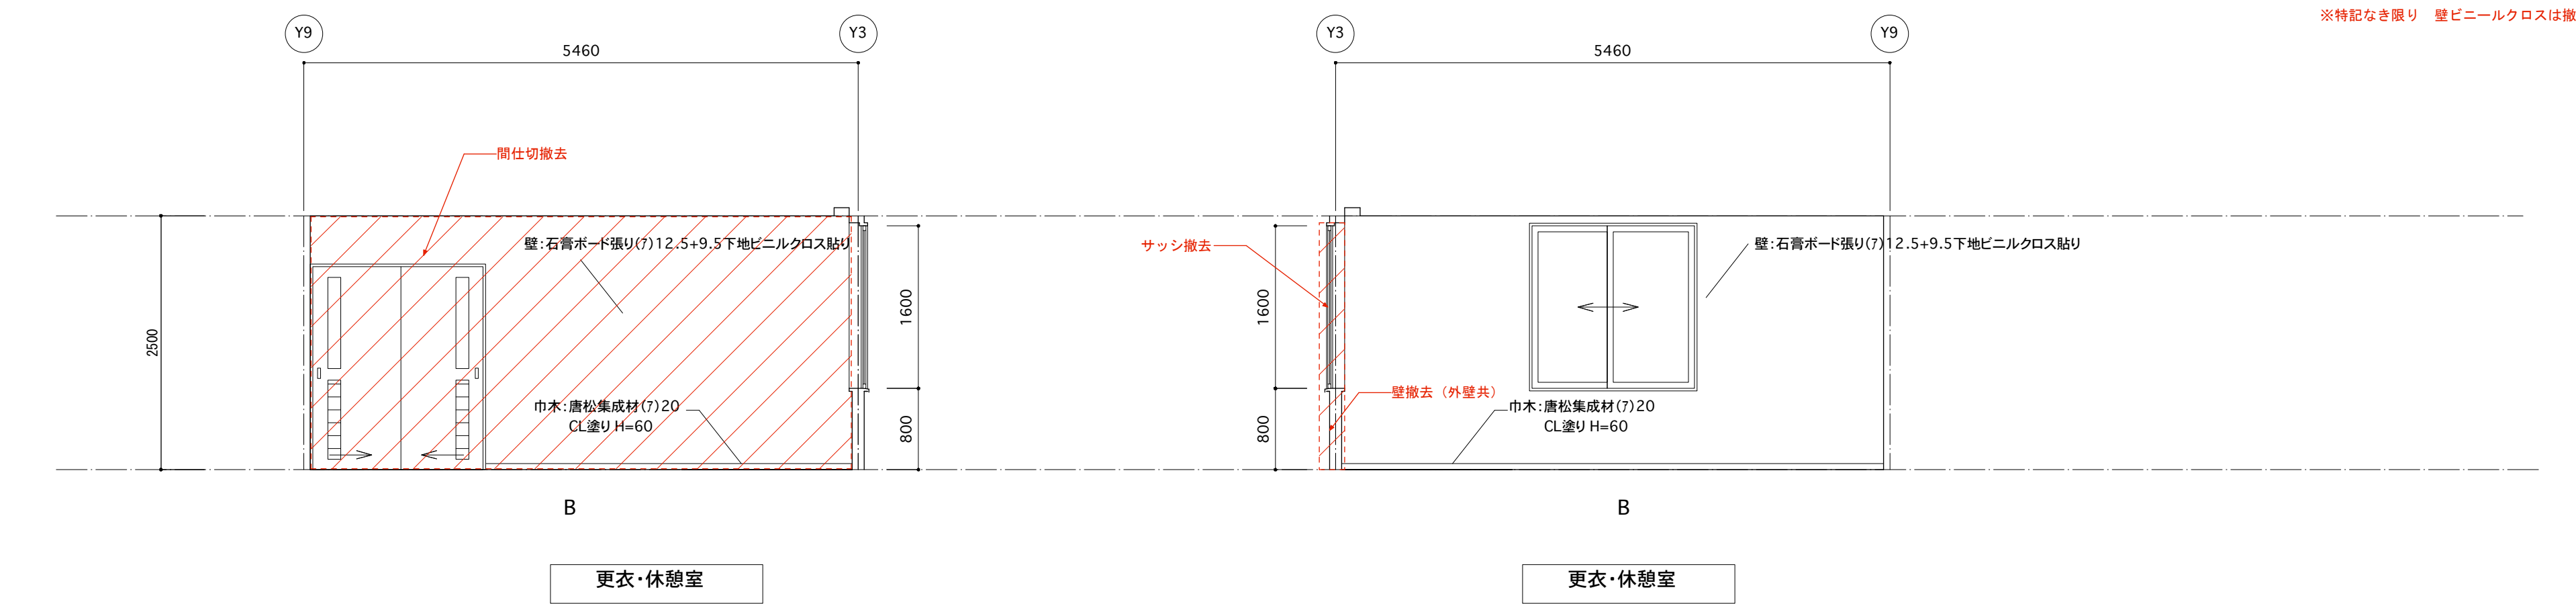 ※特記なき限り　壁ビニールクロスは撤
Y9
Y3
Y3
Y9
5460
5460
間仕切撤去
壁:石膏ボード張り(ｱ)12.5+9.5下地ビニルクロス貼り
サッシ撤去
壁:石膏ボード張り(ｱ)12.5+9.5下地ビニルクロス貼り
2500
1600
1600
壁撤去（外壁共）
巾木:唐松集成材(ｱ)20
CL塗り H=60
巾木:唐松集成材(ｱ)20
CL塗り H=60
800
800
B
B
更衣・休憩室
更衣・休憩室